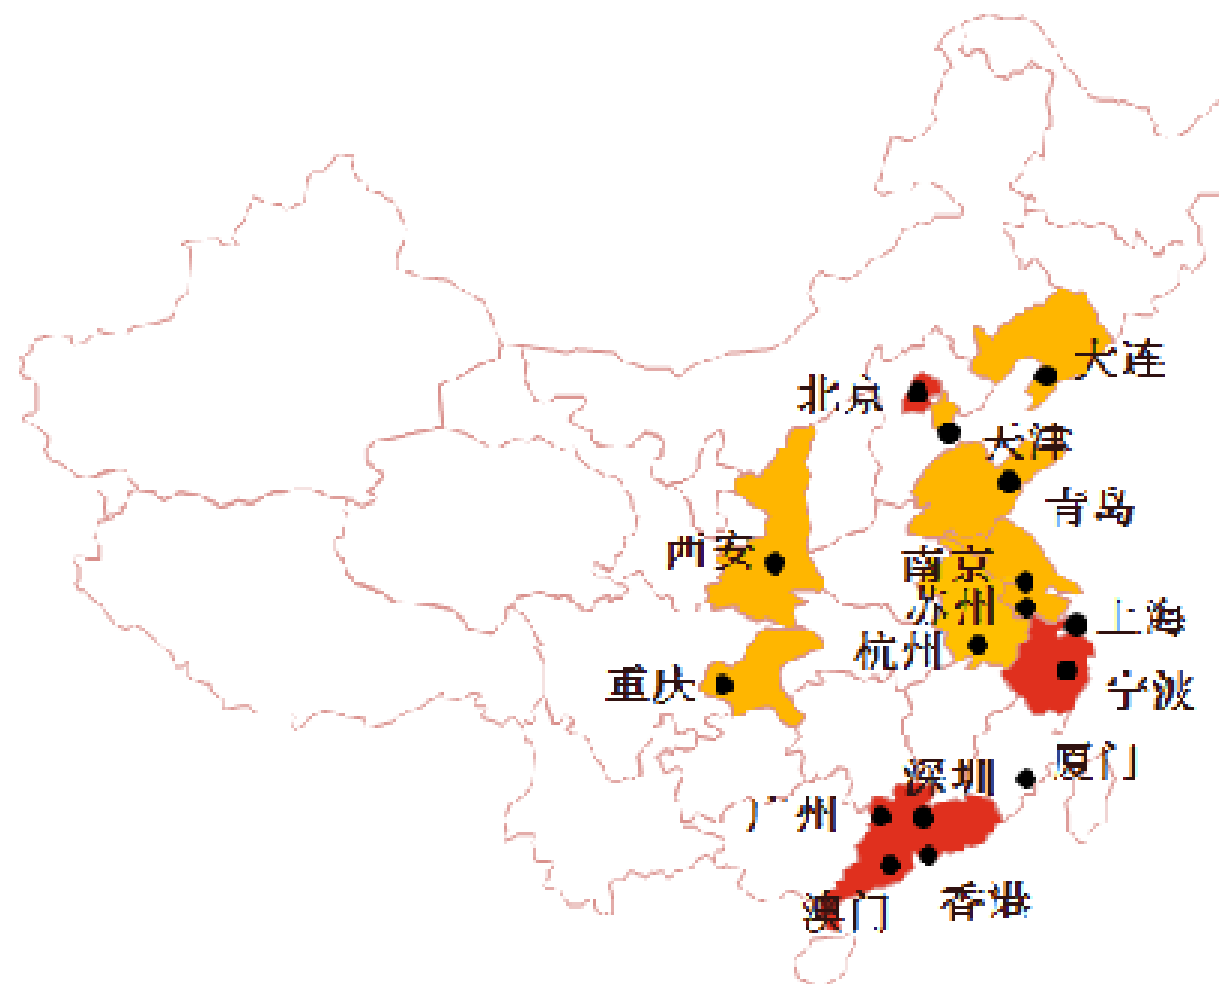 大连
北京
天津
青岛
西安
南京
苏州
上海
杭州
重庆
宁波
厦门
深圳
广州
香港
澳门